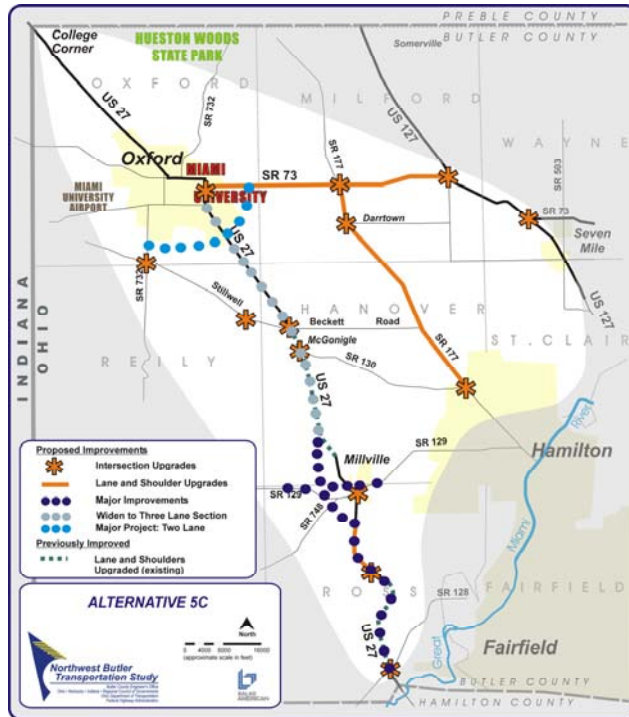 PREBLE COUNTY
BUTLER COUNTY
College
Corner
HUESTON WOODS
STATE PARK
Somerville
OXFORD
MILFORD
WAYNE
US 27
SR 732
US 127
SR 177
SR 503
Oxford
MIAMI
UNIVERSITY
SR 73
MIAMI
UNIVERSITY
AIRPORT
Darrtown
SR 73
Seven
Mile
US 27
SR 732
US 127
Stillwell
HANOVER
Beckett Road
McGonigle
ST. CLAIR
INDIANA
OHIO
REILY
SR 130
SR 177
US 27
River
Millville
SR 129
Hamilton
Proposed Improvements
Intersection Upgrades
Lane and Shoulder Upgrades
Major Improvements
Widen to Three Lane Section
Major Project: Two Lane
Previously Improved
Lane and Shoulders
Upgraded (existing)
SR 129
SR 748
Miami
ROSS
FAIRFIELD
SR 128
US 27
Great
Fairfield
BUTLER COUNTY
HAMILTON COUNTY
ALTERNATIVE 5C
North
(approximate scale in feet)
Northwest Butler
Transportation Study
Butler County Engineer's Office